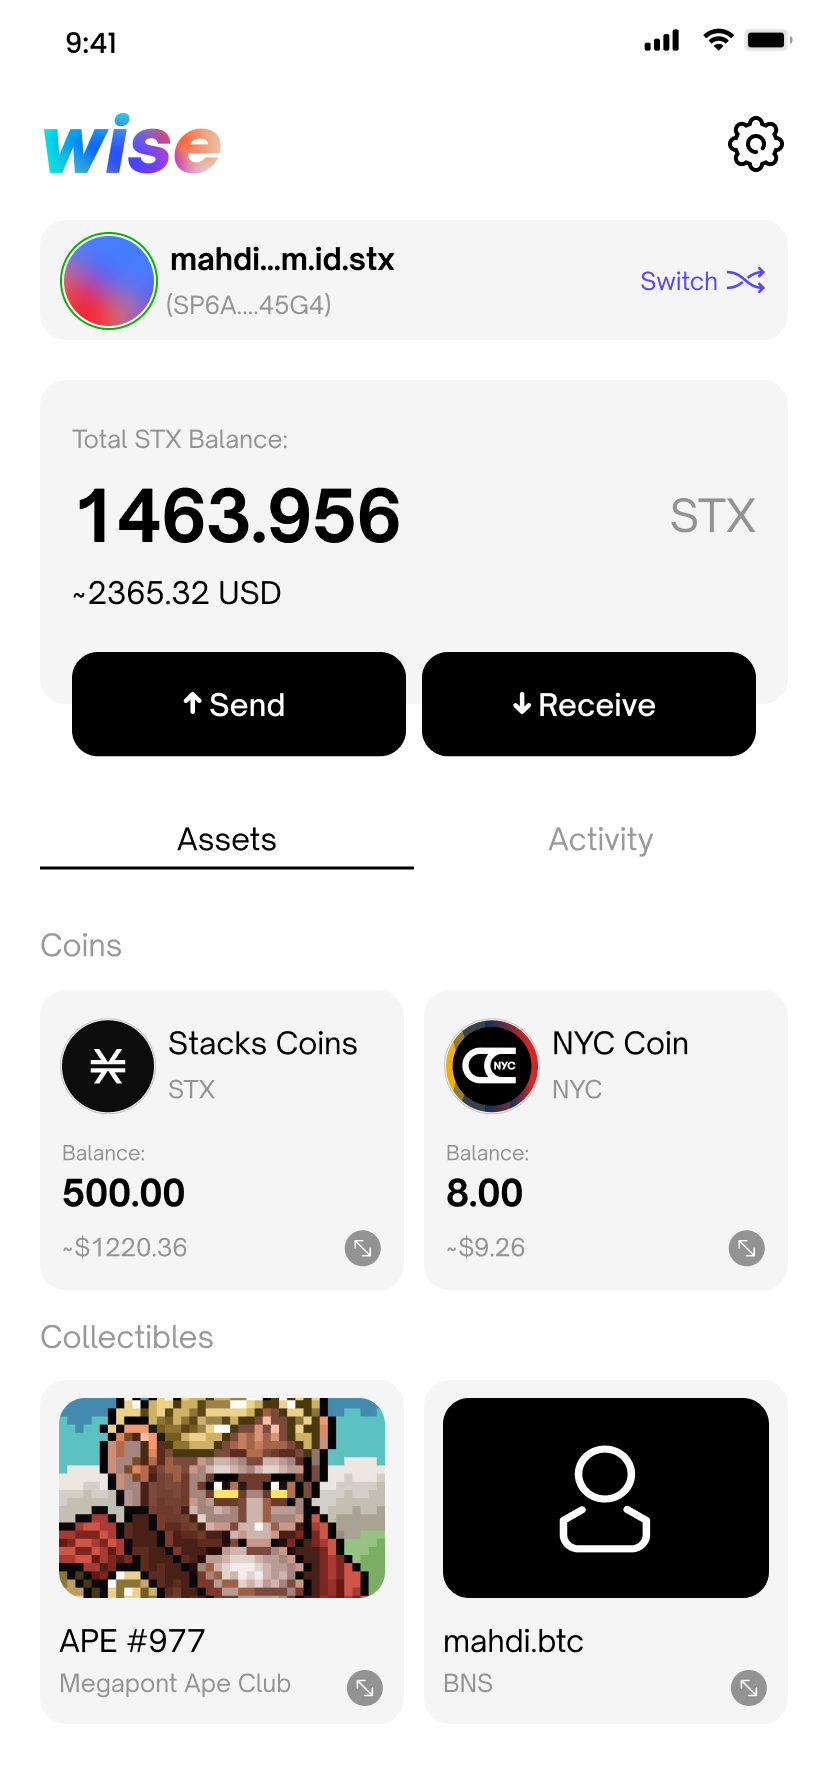 9:41
wise
mahdi...m.id.stx
(SP6A....45G4)
Switch
Total STX Balance:
1463.956
STX
~2365.32 USD
Send
Receive
Assets
Activity
Coins
Stacks Coins
STX
Balance:
500.00
~$1220.36
NYC
NYC Coin
NYC
Balance:
8.00
~$9.26
Collectibles
APE #977
Megapont Ape Club
mahdi.btc
BNS